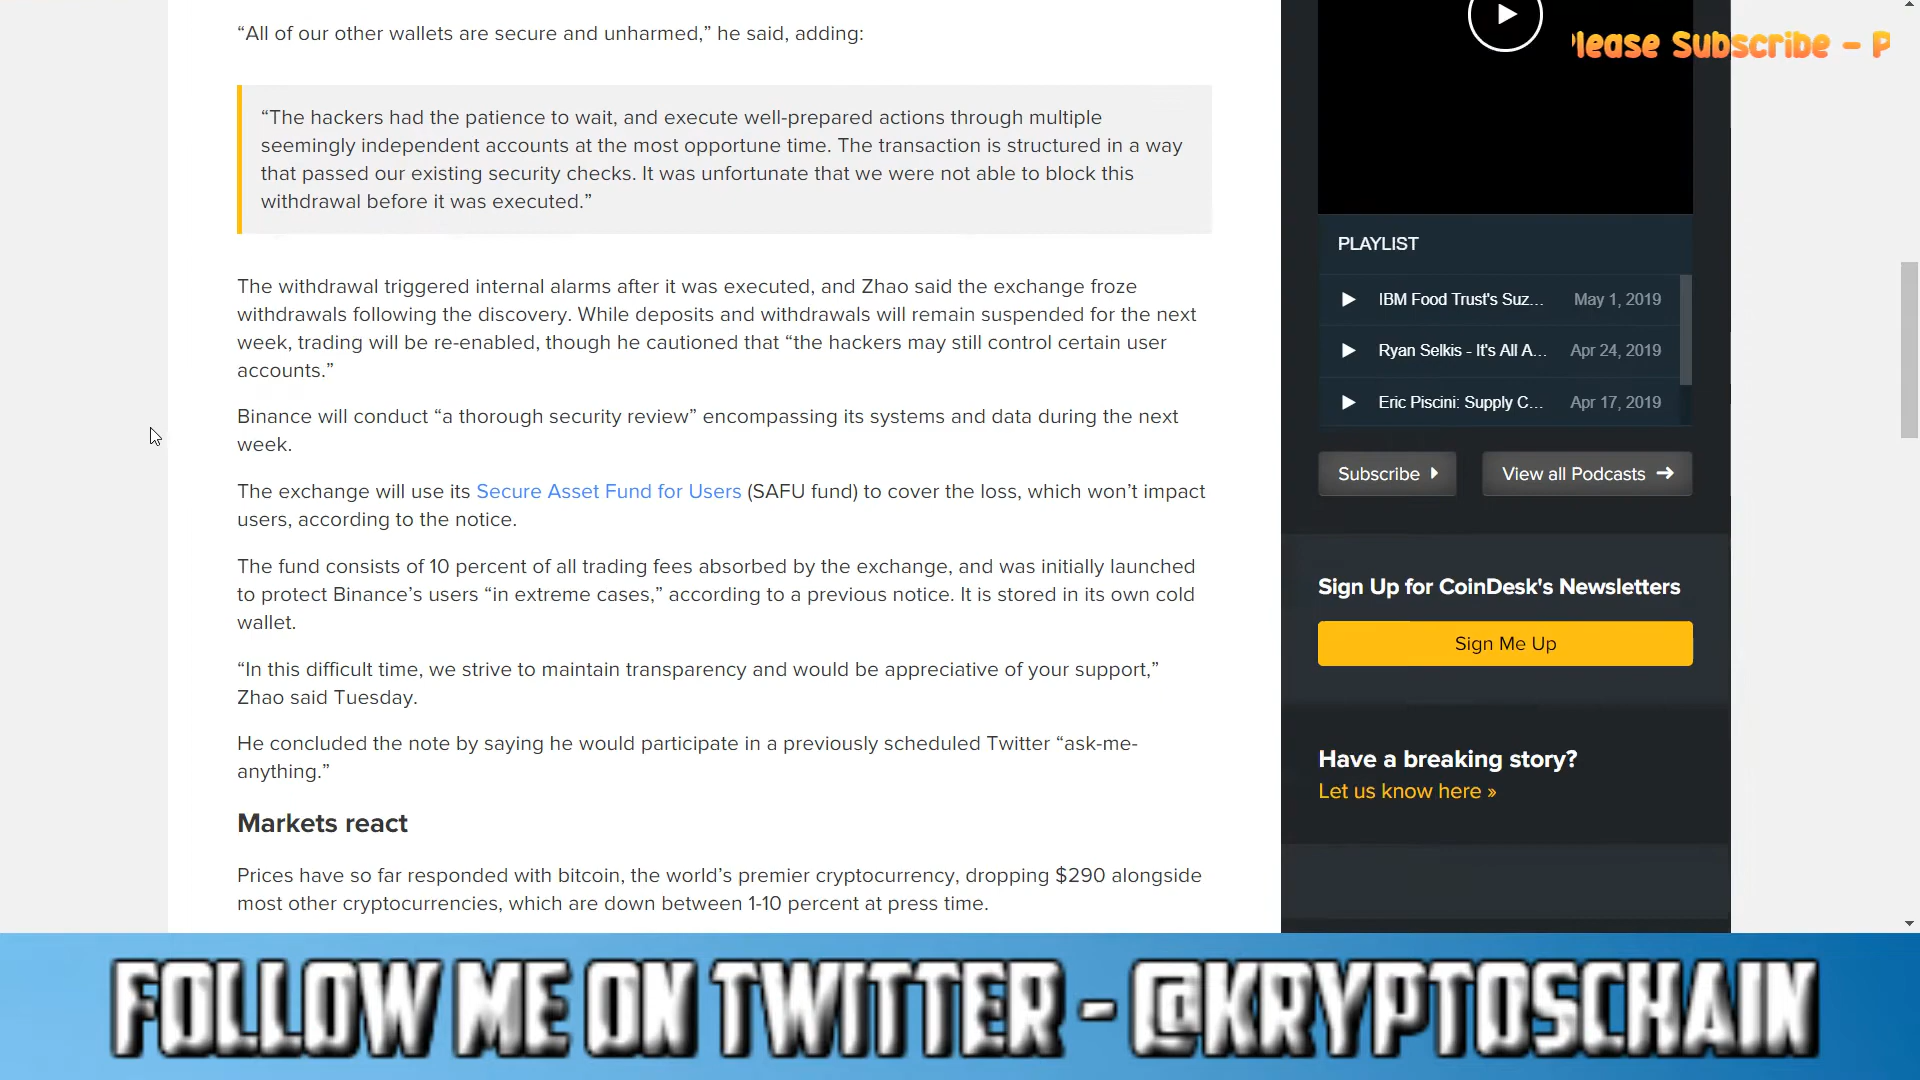 “All of our other wallets are secure and unharmed,” he said, adding:
“The hackers had the patience to wait, and execute well-prepared actions through multiple
seemingly independent accounts at the most opportune time. The transaction is structured in a way
that passed our existing security checks. It was unfortunate that we were not able to block this
withdrawal before it was executed.”
The withdrawal triggered internal alarms after it was executed, and Zhao said the exchange froze
withdrawals following the discovery. While deposits and withdrawals will remain suspended for the next
week, trading will be re-enabled, though he cautioned that “the hackers may still control certain user
accounts.”
Binance will conduct “a thorough security review” encompassing its systems and data during the next
week.
The exchange will use its Secure Asset Fund for Users (SAFU fund) to cover the loss, which won’t impact
users, according to the notice.
The fund consists of 10 percent of all trading fees absorbed by the exchange, and was initially launched
to protect Binance’s users “in extreme cases,” according to a previous notice. It is stored in its own cold
wallet.
“In this difficult time, we strive to maintain transparency and would be appreciative of your support,”
Zhao said Tuesday.
He concluded the note by saying he would participate in a previously scheduled Twitter “ask-me-
anything.”
Markets react
Prices have so far responded with bitcoin, the world’s premier cryptocurrency, dropping $290 alongside
most other cryptocurrencies, which are down between 1-10 percent at press time.
lease Subscribe - P
PLAYLIST
IBM Food Trust's Suz... May 1, 2019
Ryan Selkis - It's All A... Apr 24, 2019
Eric Piscini: Supply C... Apr 17, 2019
Subscribe
View all Podcasts
Sign Up for CoinDesk's Newsletters
Sign Me Up
Have a breaking story?
Let us know here »
FOLLOW ME ON TWITTER - @KRYPTOSCHAIN